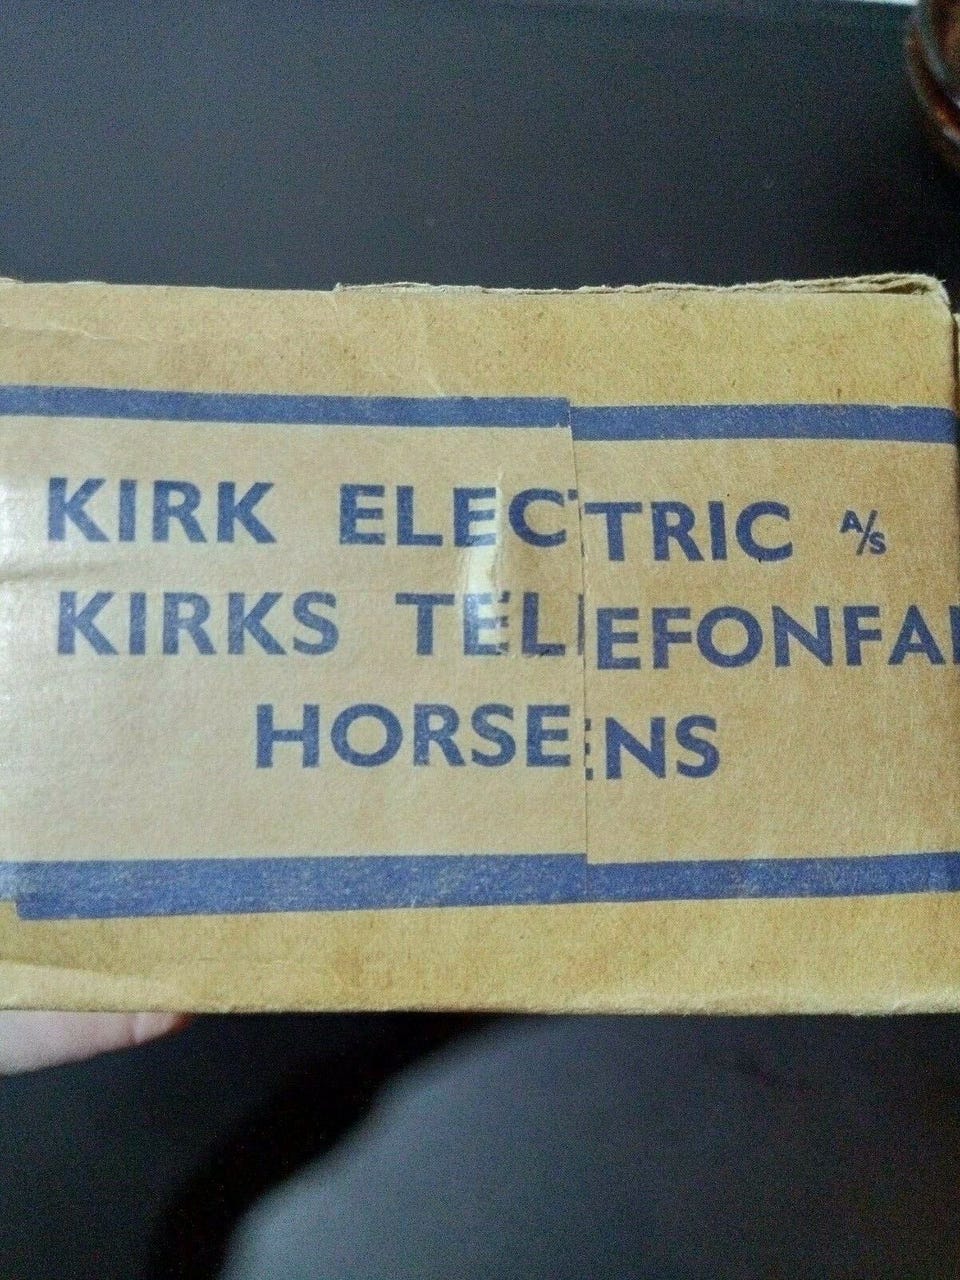 KIRK ELECTRIC A/S
KIRKS TELEFONFA
HORSENS